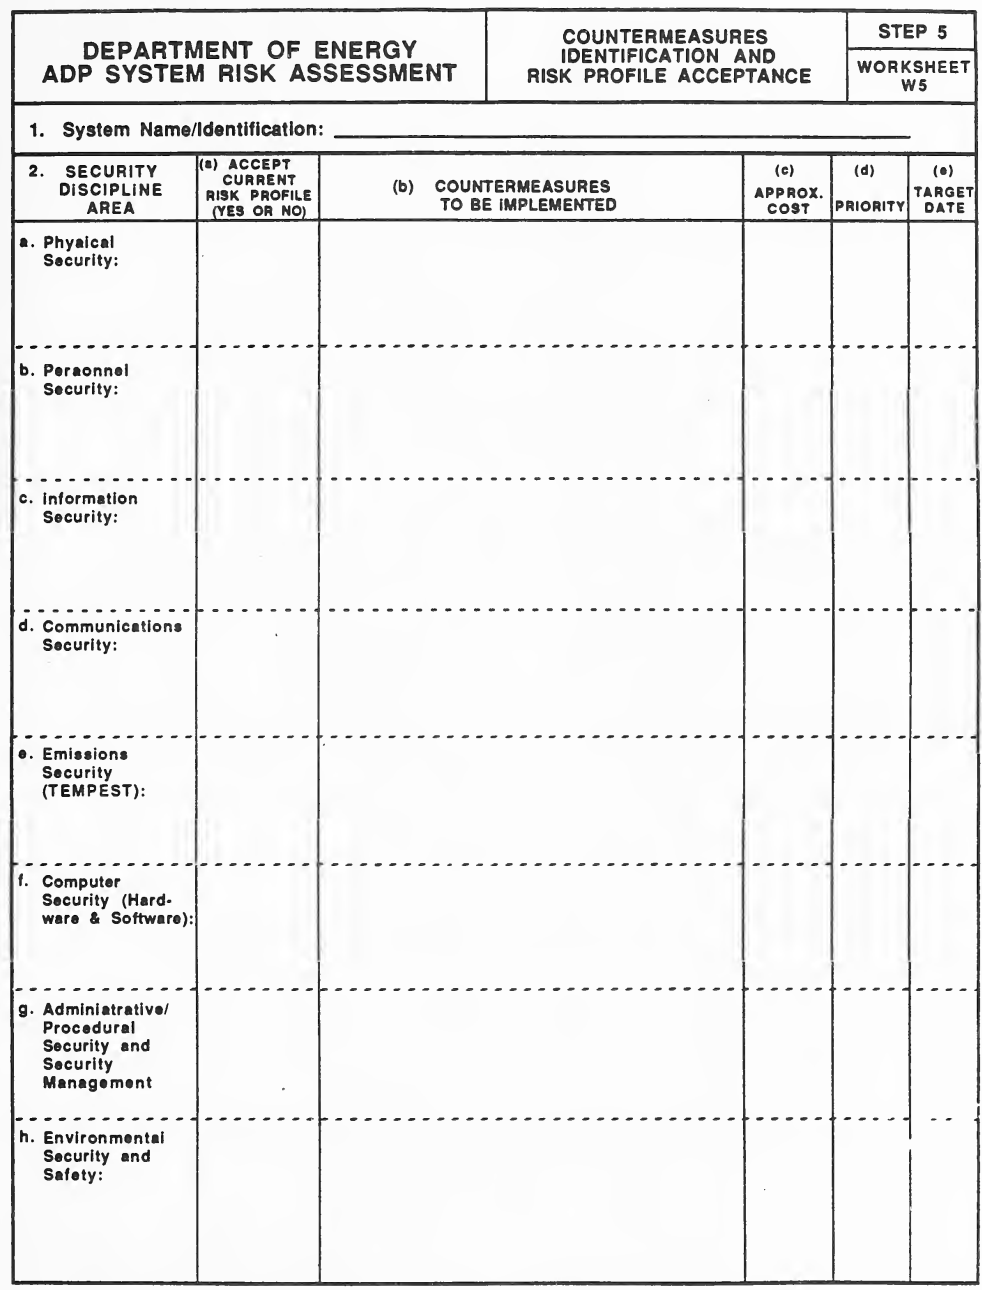 DEPARTMENT OF ENERGY
ADP SYSTEM RISK ASSESSMENT
COUNTERMEASURES
IDENTIFICATION AND
RISK PROFILE ACCEPTANCE
STEP 5
WORKSHEET
W5
1. System Name/Identification:
2. SECURITY
DISCIPLINE
AREA
(a) ACCEPT
CURRENT
RISK PROFILE
(YES OR NO)
(b) COUNTERMEASURES
TO BE IMPLEMENTED
(c)
APPROX.
COST
(d)
PRIORITY
(e)
TARGET
DATE
a. Physical
Security:
b. Personnel
Security:
c. Information
Security:
d. Communications
Security:
e. Emissions
Security
(TEMPEST):
f. Computer
Security (Hard-
ware & Software):
g. Administrative/
Procedural
Security and
Security
Management
h. Environmental
Security and
Safety: